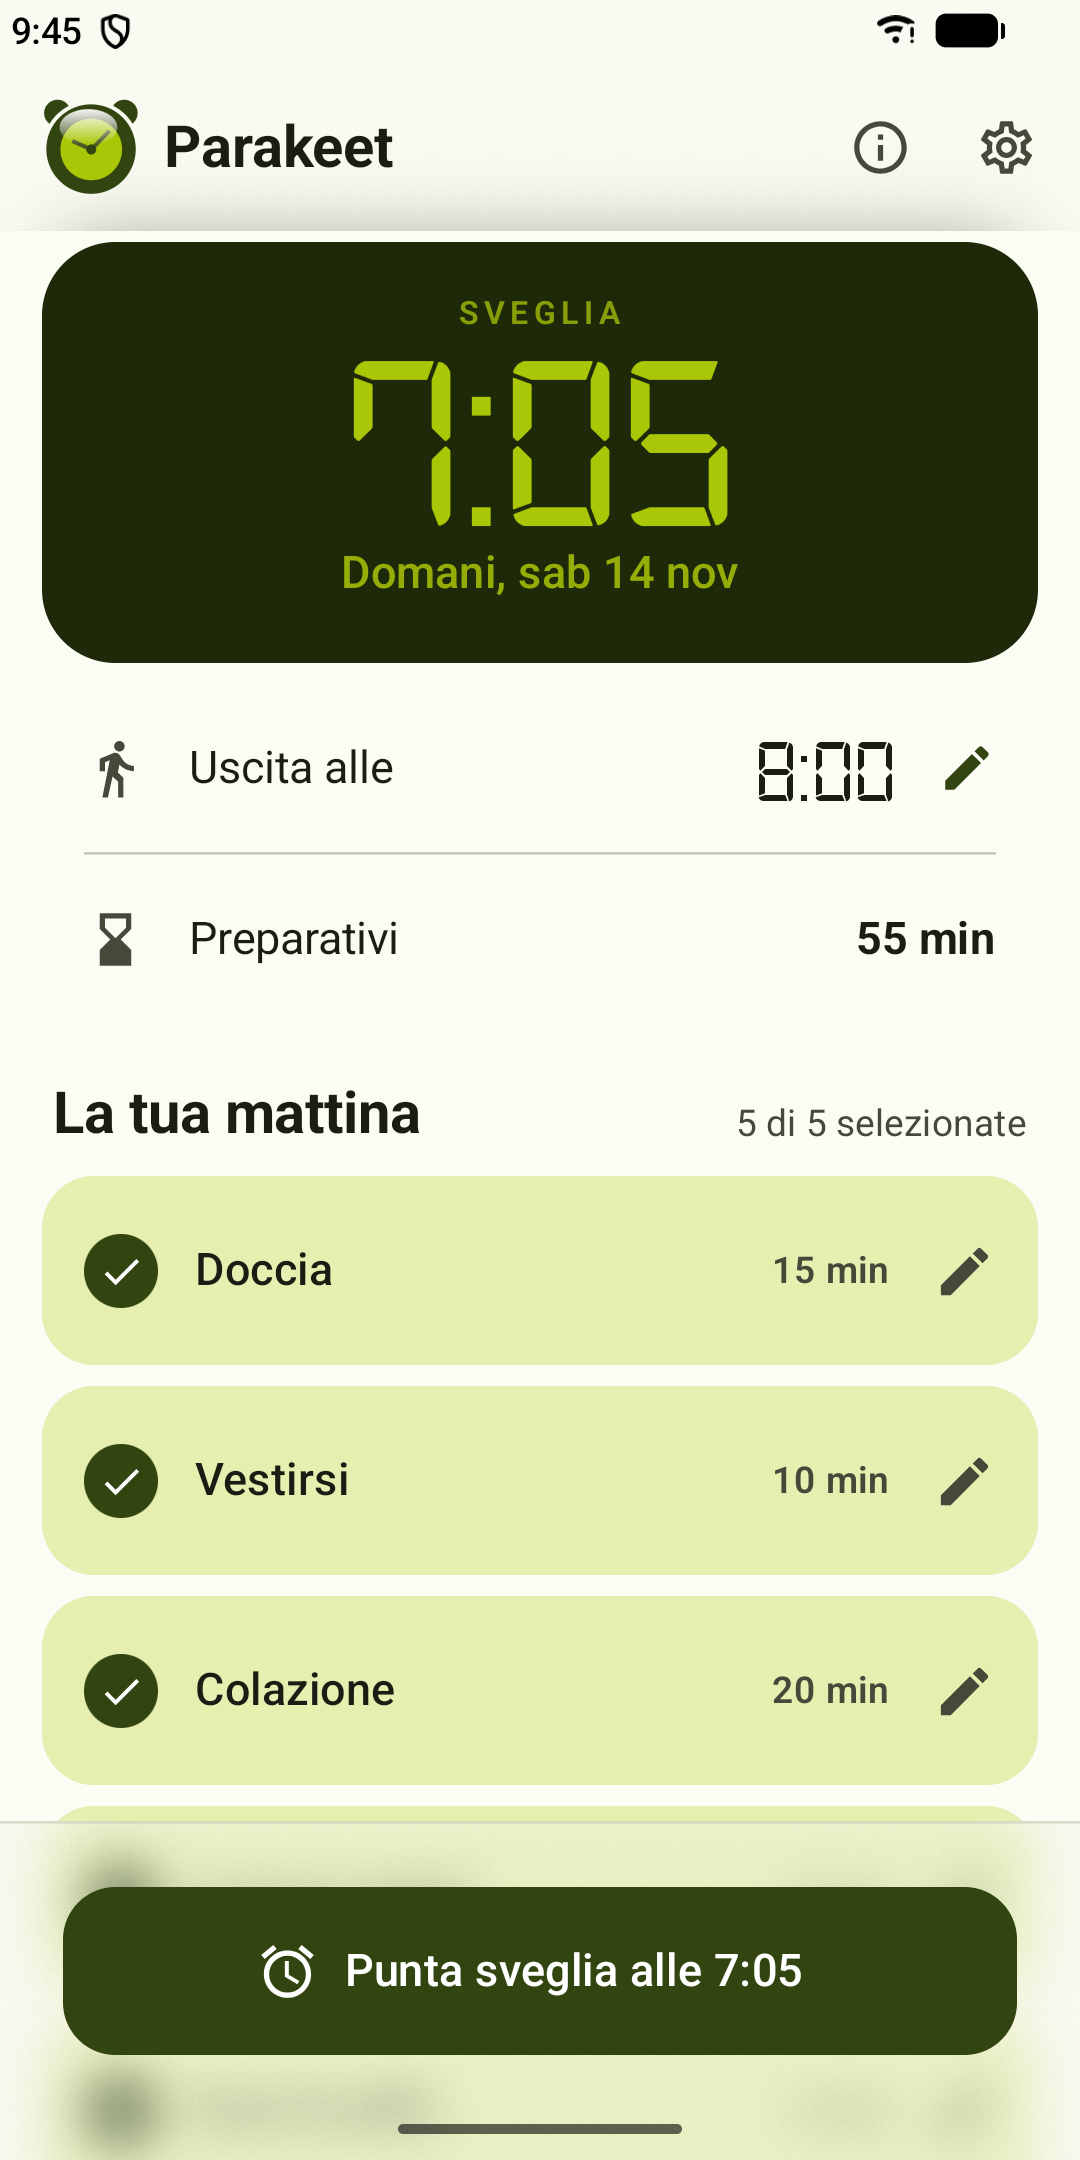 9:45
Parakeet
SVEGLIA
7:05
Domani, sab 14 nov
Uscita alle 8:00
Preparativi 55 min
La tua mattina 5 di 5 selezionate
Doccia 15 min
Vestirsi 10 min
Colazione 20 min
Punta sveglia alle 7:05